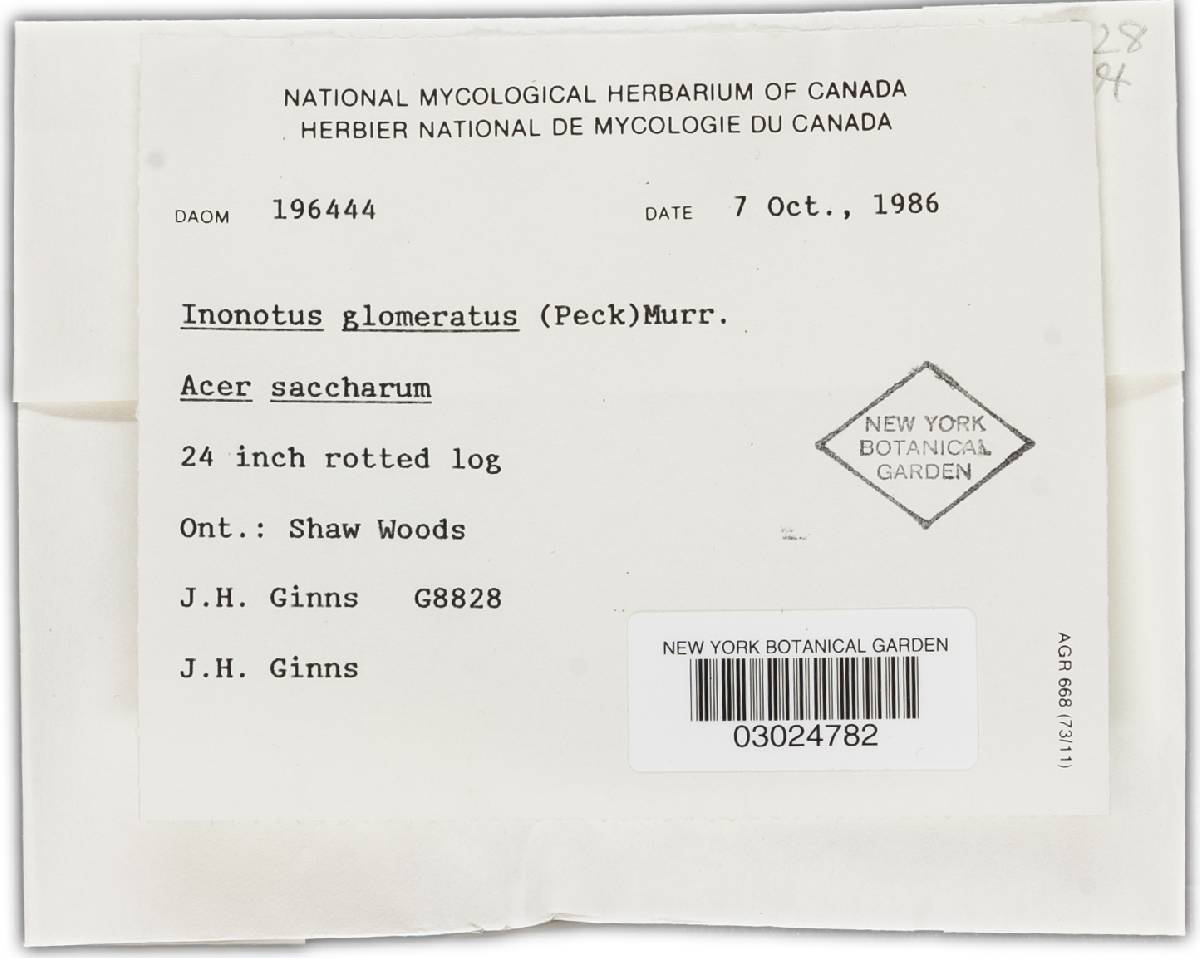 28
NATIONAL MYCOLOGICAL HERBARIUM OF CANADA
HERBIER NATIONAL DE MYCOLOGIE DU CANADA
DAOM 196444 DATE 7 Oct., 1986
Inonotus glomeratus (Peck)Murr.
Acer saccharum
24 inch rotted log
Ont.: Shaw Woods
J.H. Ginns G8828
J.H. Ginns
NEW YORK
BOTANICAL
GARDEN
NEW YORK BOTANICAL GARDEN
03024782
AGR 668 (73/11)